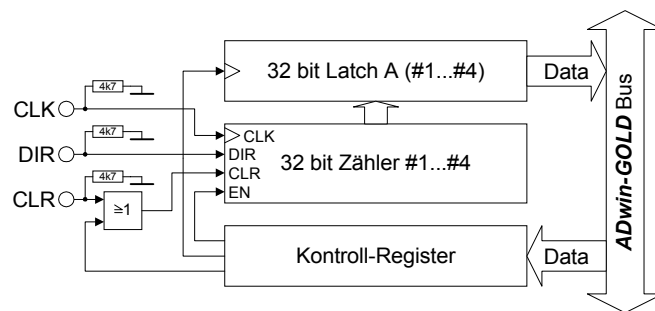 32 bit Latch A (#1...#4)
Data
4k7
CLK
4k7
DIR
4k7
CLR
≥1
CLK
DIR
CLR
EN
32 bit Zähler #1...#4
Kontroll-Register
Data
ADwin-GOLD Bus